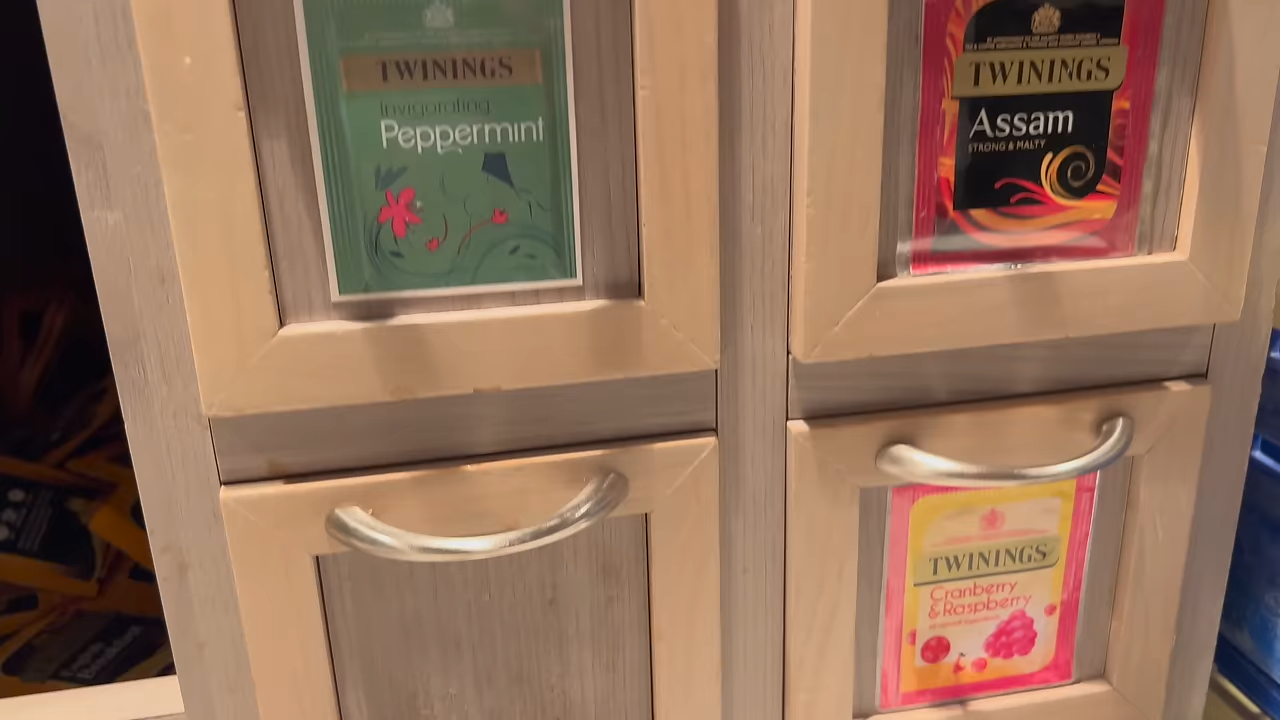 TWININGS
Invigorating
Peppermint
TWININGS
Assam
STRONG & MALTY
TWININGS
Cranberry
& Raspberry